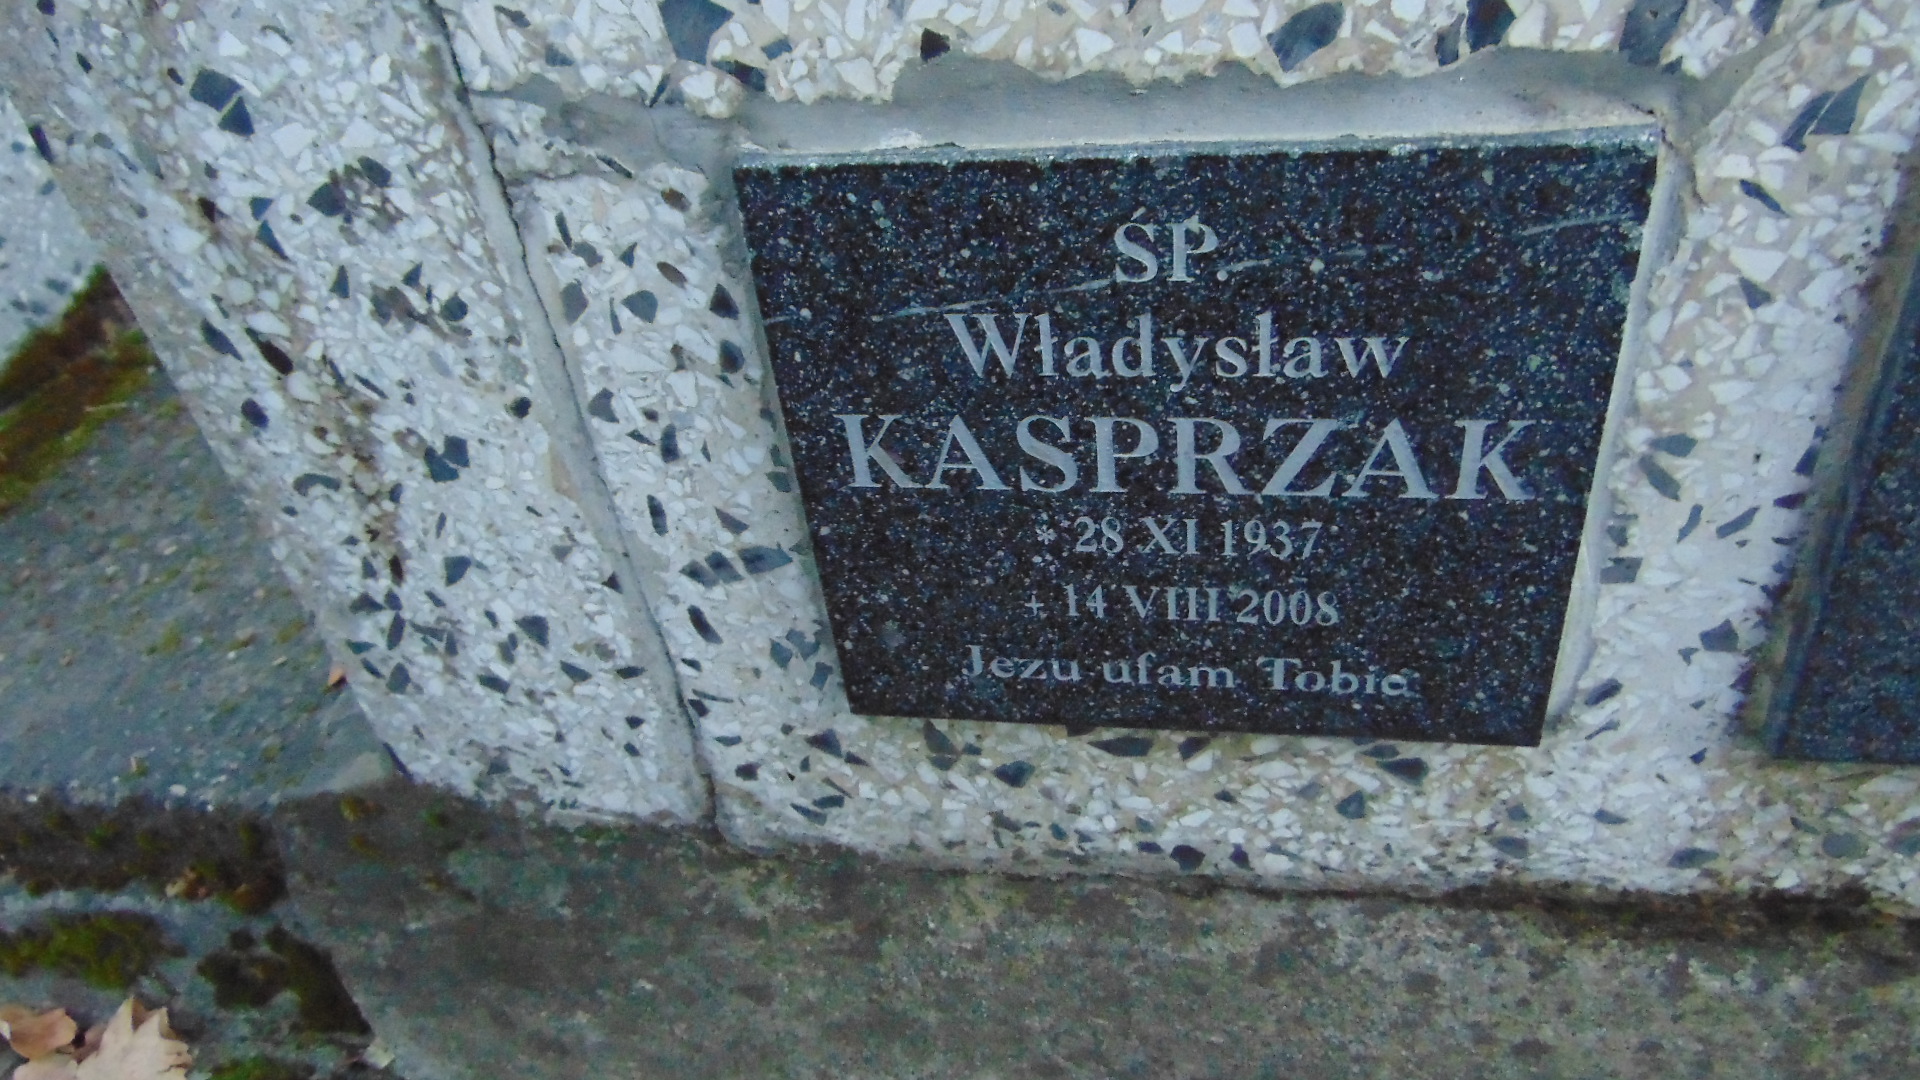 ŚP.
Władysław
KASPRZAK
* 28 XI 1937
+ 14 VIII 2008
Jezu ufam Tobie